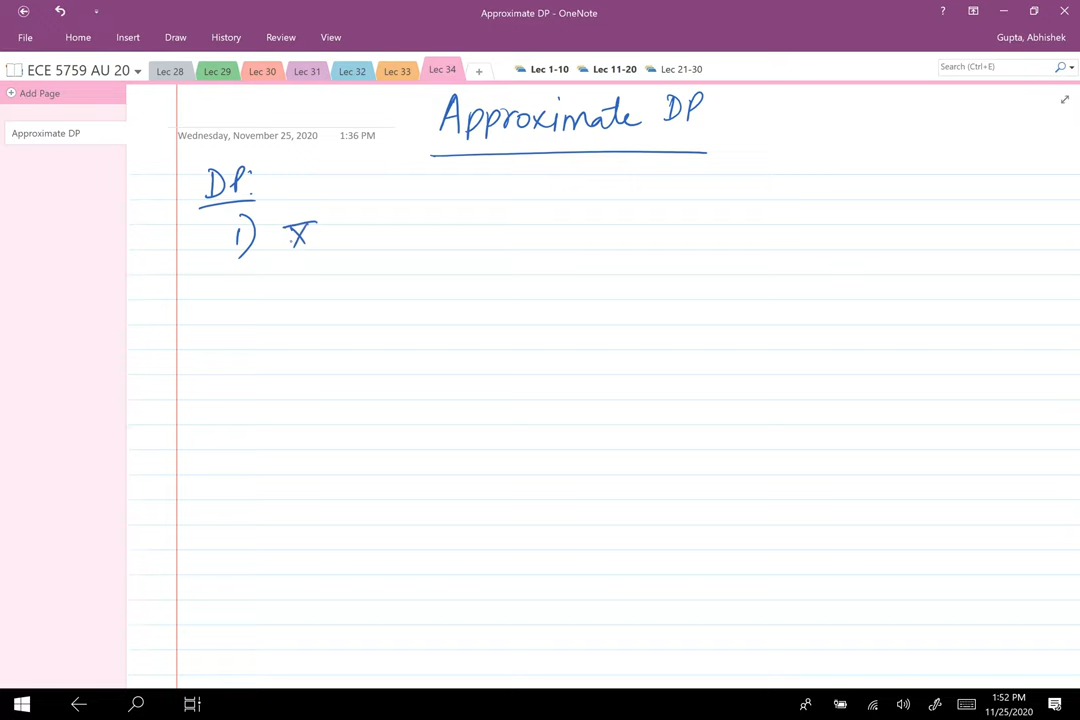 Approximate DP - OneNote
Gupta, Abhishek
File Home Insert Draw History Review View
ECE 5759 AU 20
Lec 28 Lec 29 Lec 30 Lec 31 Lec 32 Lec 33 Lec 34 + Lec 1-10 Lec 11-20 Lec 21-30
Search (Ctrl+E)
Add Page
Approximate DP
Approximate DP
Wednesday, November 25, 2020 1:36 PM
DP:
1) X
1:52 PM
11/25/2020